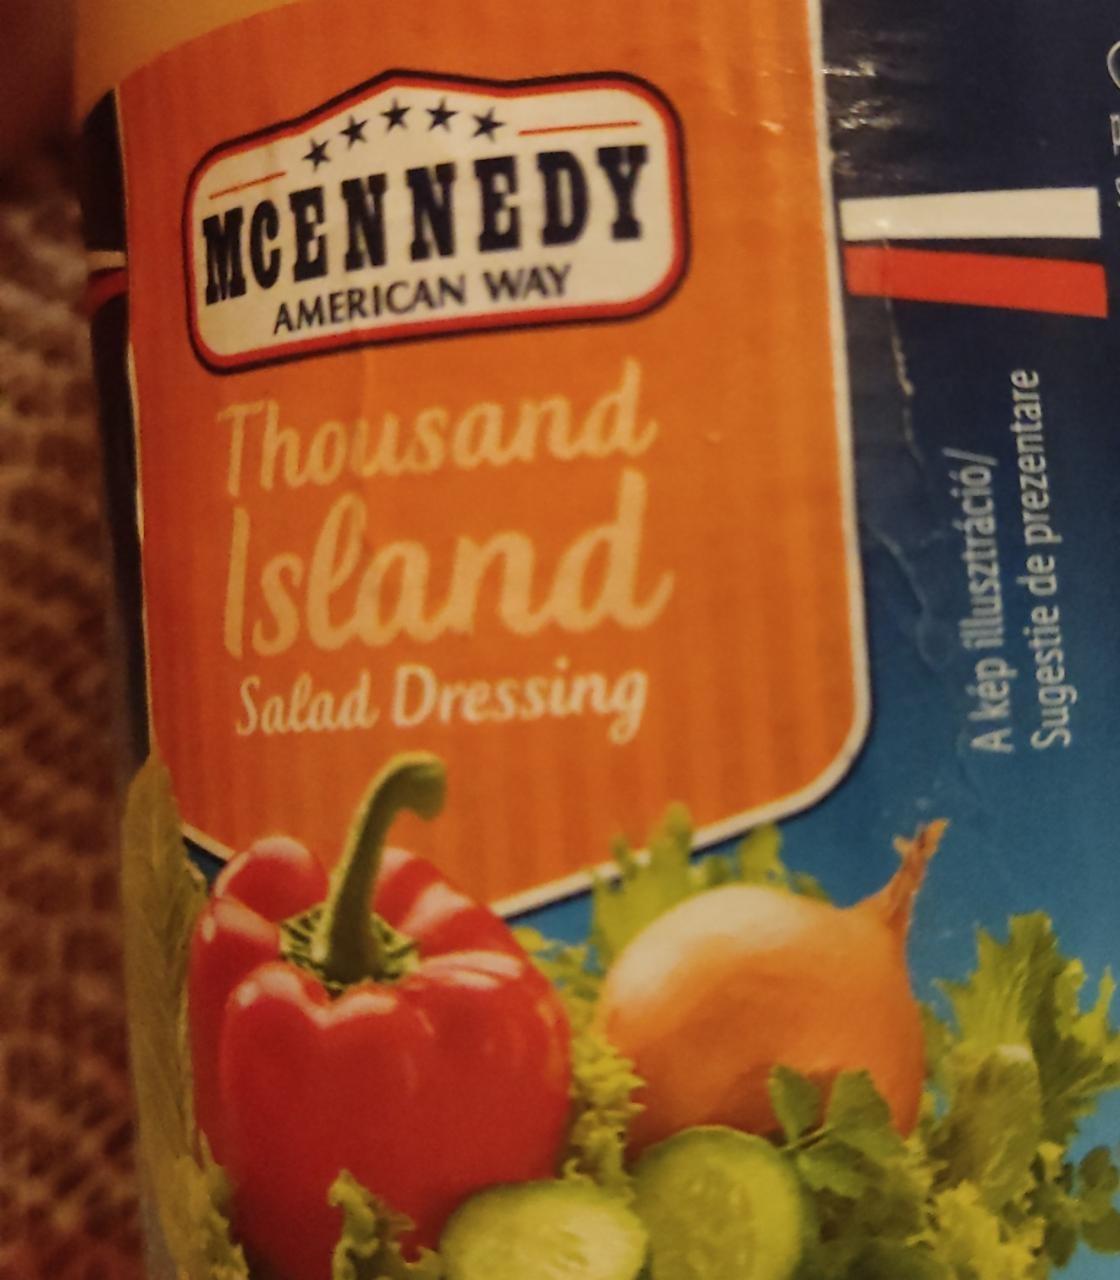 MCENNEDY
AMERICAN WAY
Thousand
Island
Salad Dressing
A kép illusztráció/
Sugestie de prezentare